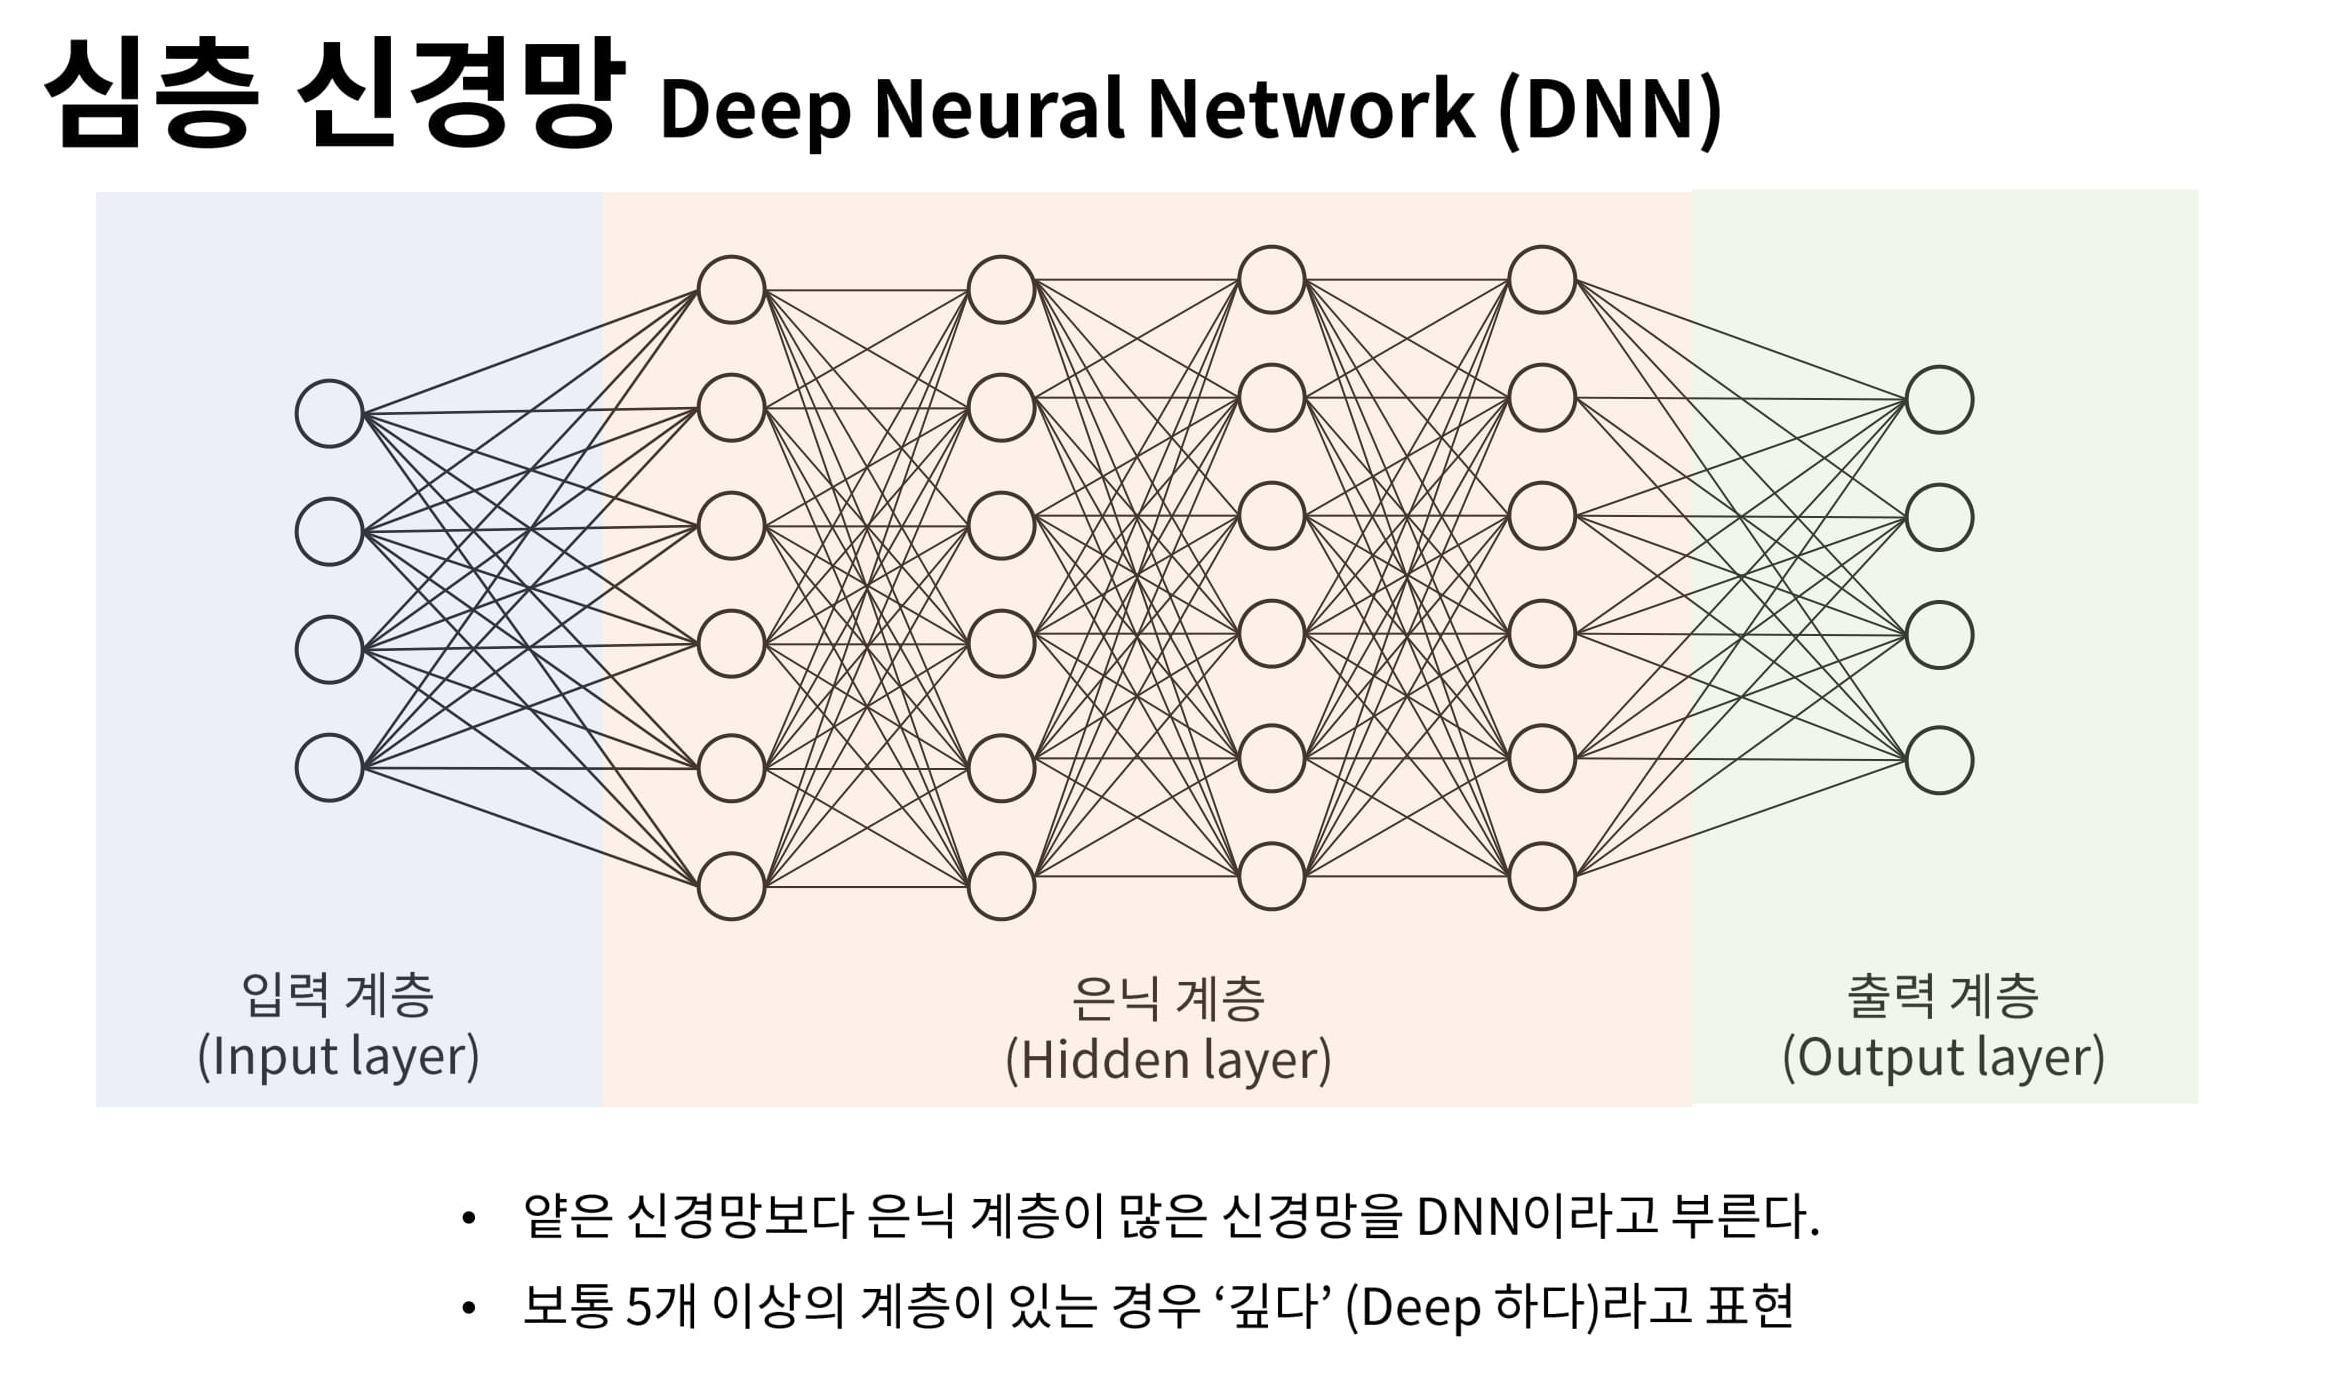 심층 신경망 Deep Neural Network (DNN)
입력 계층
(Input layer)
은닉 계층
(Hidden layer)
출력 계층
(Output layer)
• 얕은 신경망보다 은닉 계층이 많은 신경망을 DNN이라고 부른다.
• 보통 5개 이상의 계층이 있는 경우 ‘깊다’ (Deep 하다)라고 표현